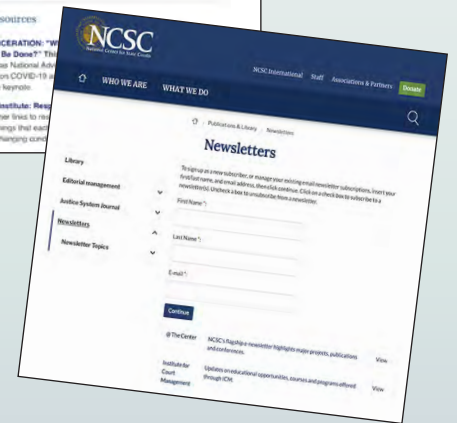 sources
CERATION: "W
Be Done?" Thi
as National Advi
on COVID-19 a
keynote
Institute: Resp
her links to res
ings that each
hanging cond
NCSC
National Center for State Courts
NCSC International Staff Associations & Partners Donate
WHO WE ARE WHAT WE DO
Publications & Library / Newsletters
Newsletters
Library
Editorial management
Justice System Journal
Newsletters
Newsletter Topics
To sign up as a new subscriber, or manage your existing email newsletter subscriptions, insert your
first/last name, and email address, then click continue. Click on a check box to subscribe to a
newsletter(s). Uncheck a box to unsubscribe from a newsletter.
First Name *:
Last Name *:
E-mail *:
Continue
@ The Center NCSC's flagship e-newsletter highlights major projects, publications
and conferences. View
Institute for
Court
Management Updates on educational opportunities, courses and programs offered
through ICM. View